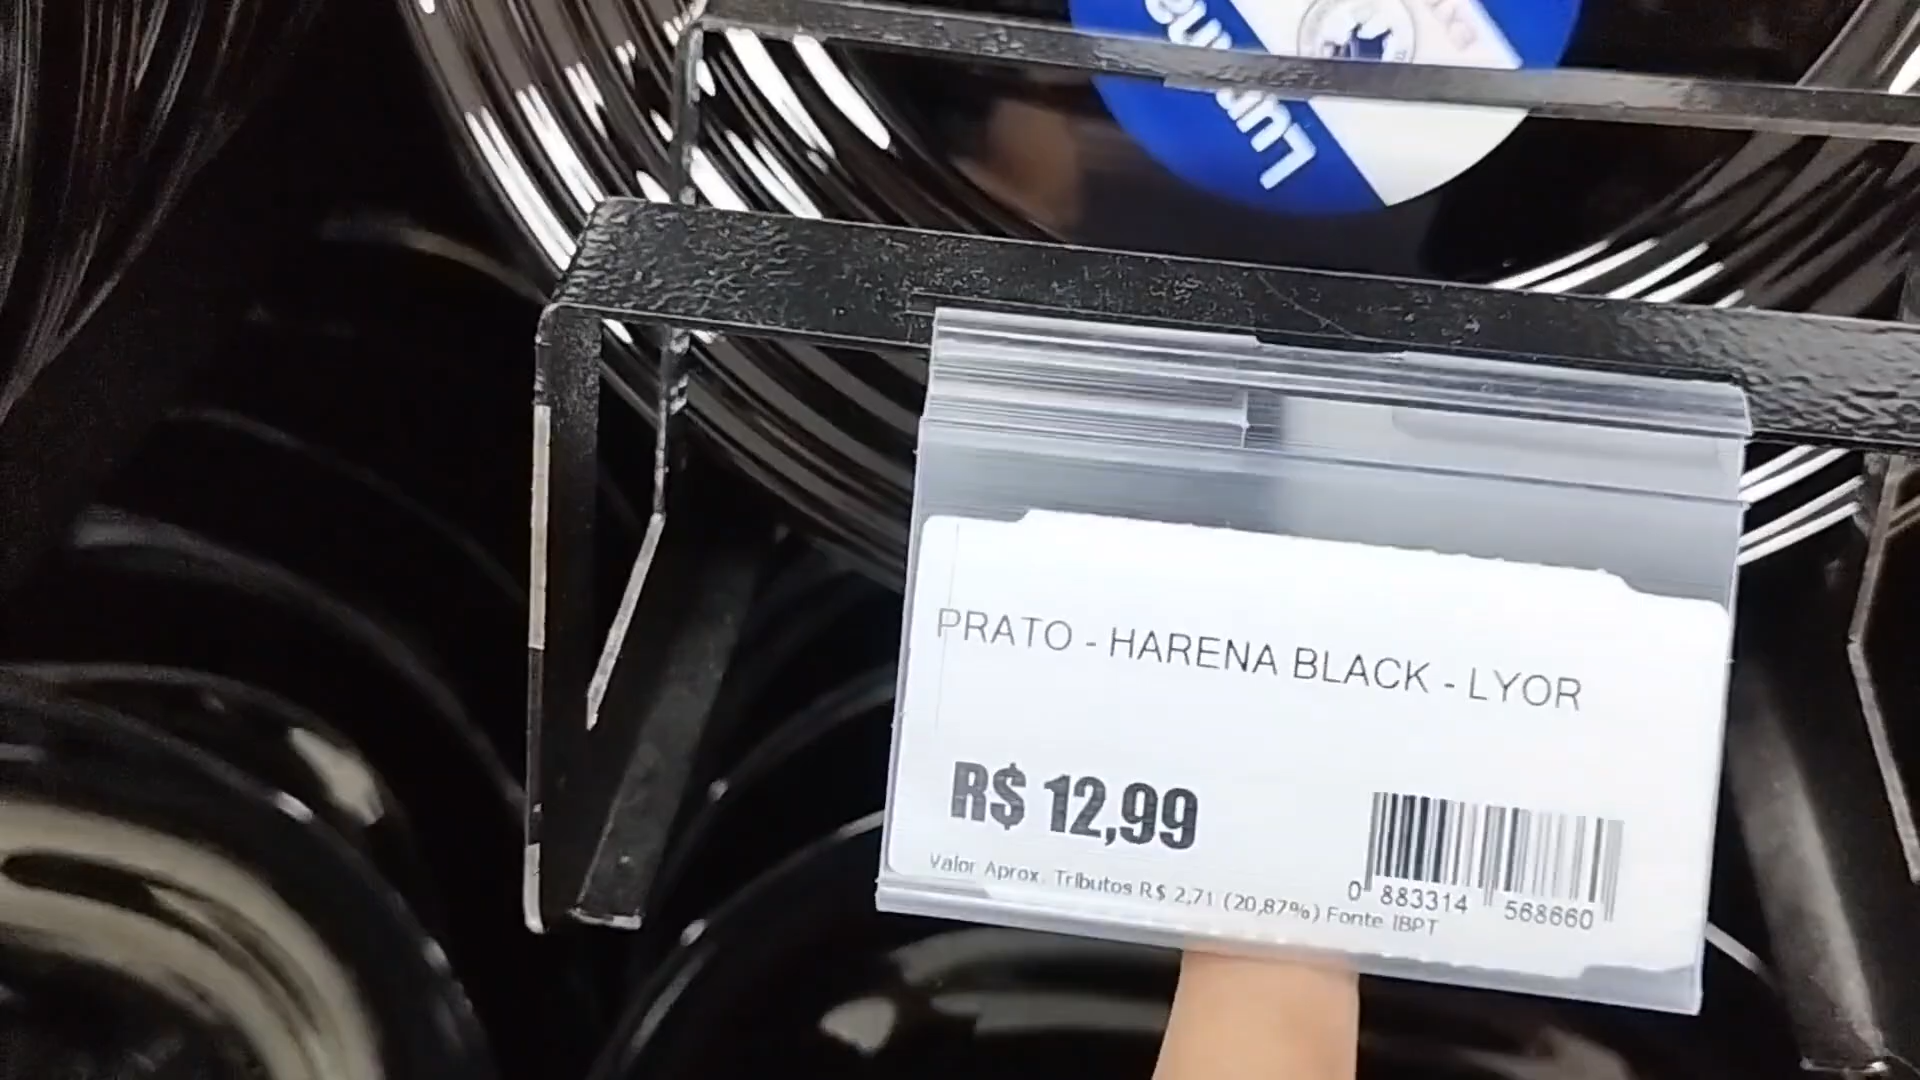 PRATO - HARENA BLACK - LYOR
R$ 12,99
Valor Aprox. Tributos R$ 2,71 (20,87%) Fonte IBPT
0 883314 568660